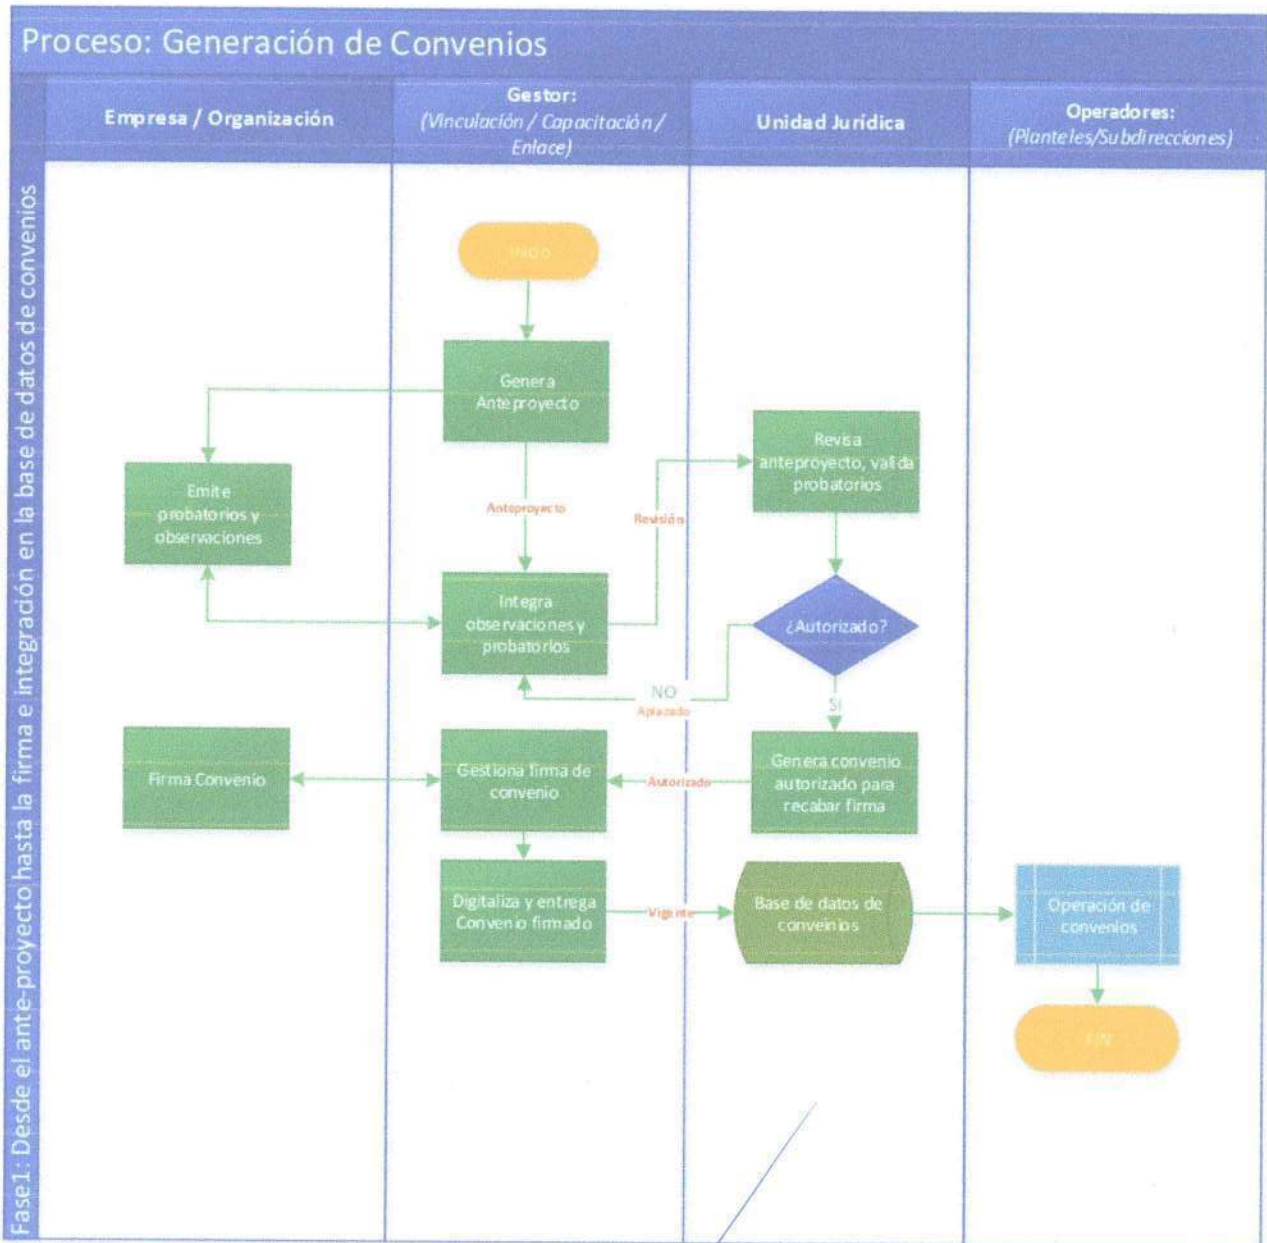 Proceso: Generación de Convenios
Fase1: Desde el ante-proyecto hasta la firma e integración en la base de datos de convenios
Empresa / Organización
Gestor:
(Vinculación / Capacitación /
Enlace)
Unidad Jurídica
Operadores:
(Planteles/Subdirecciones)
INICIO
Genera
Anteproyecto
Revisa
anteproyecto, valida
probatorios
Emite
probatorios y
observaciones
Anteproyecto
Revisión
Integra
observaciones y
probatorios
¿Autorizado?
NO
Aplazado
SI
Firma Convenio
Gestiona firma de
convenio
Autorizado
Genera convenio
autorizado para
recabar firma
Digitaliza y entrega
Convenio firmado
Vigente
Base de datos de
conveinios
Operación de
convenios
FIN